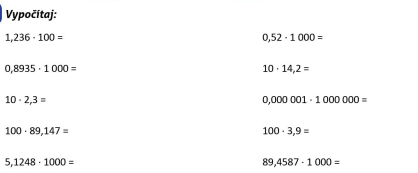 Vypočítaj:
1,236 · 100 =
0,52 · 1 000 =
0,8935 · 1 000 =
10 · 14,2 =
10 · 2,3 =
0,000 001 · 1 000 000 =
100 · 89,147 =
100 · 3,9 =
5,1248 · 1000 =
89,4587 · 1 000 =